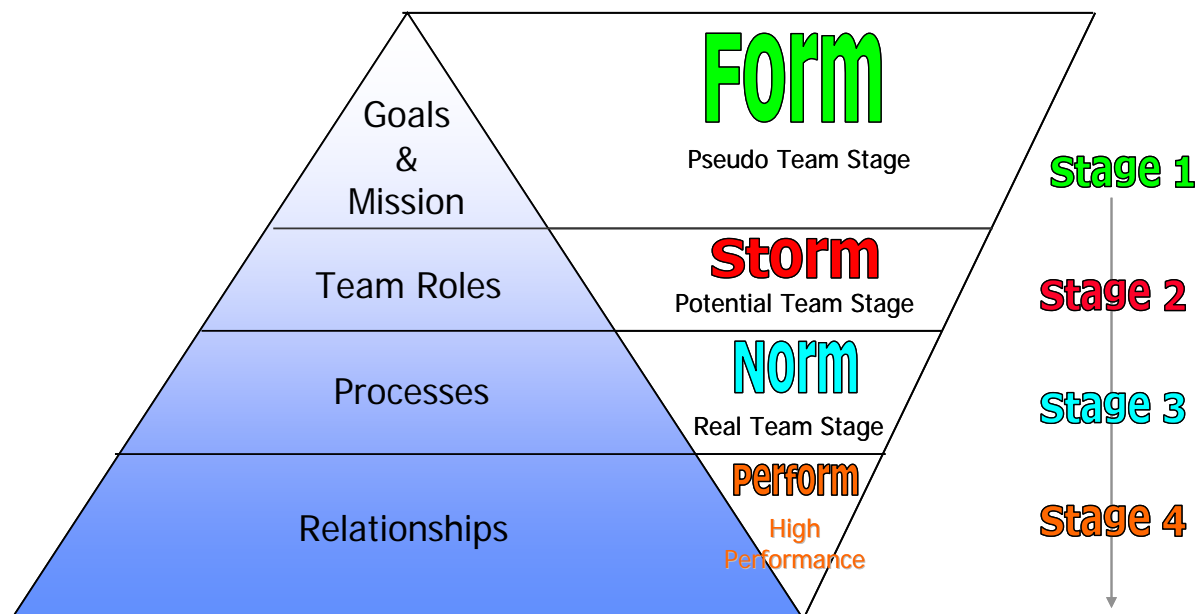 Goals
&
Mission
Form
Pseudo Team Stage
Stage 1
Team Roles
Storm
Potential Team Stage
Stage 2
Processes
Norm
Real Team Stage
Stage 3
Relationships
Perform
High
Performance
Stage 4